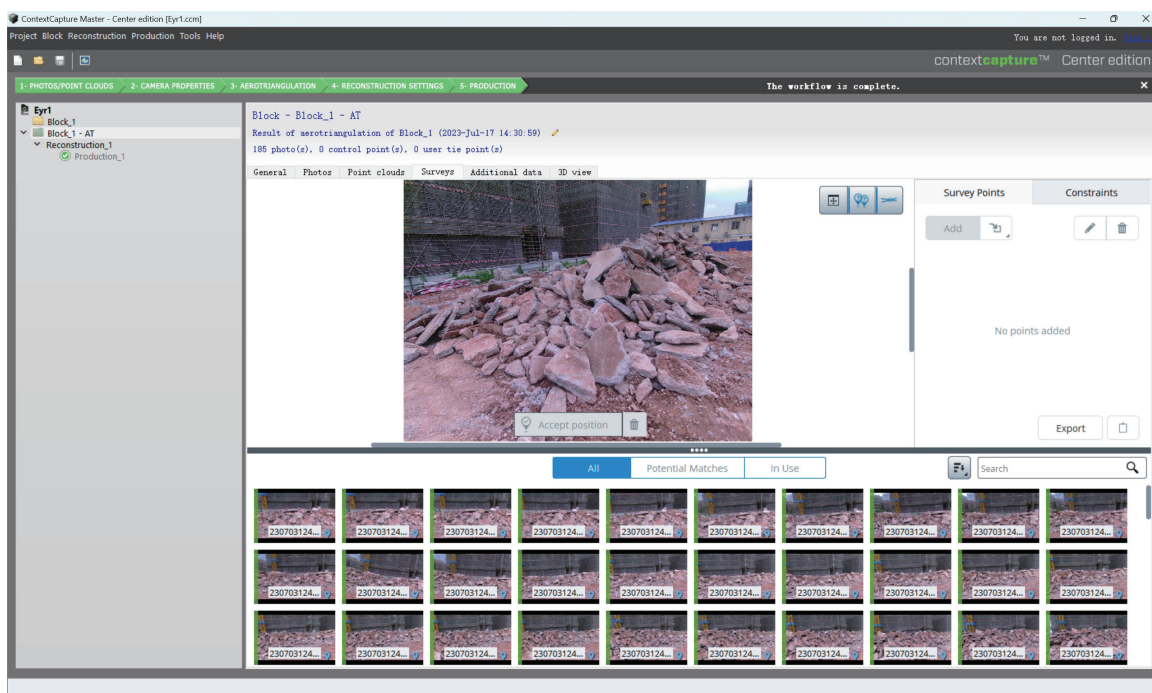 ContextCapture Master - Center edition [Eyr1.ccm]
Project Block Reconstruction Production Tools Help
You are not logged in.
contextcapture™ Center edition
1- PHOTOS/POINT CLOUDS 2- CAMERA PROPERTIES 3- AEROTRIANGULATION 4- RECONSTRUCTION SETTINGS 5- PRODUCTION
The workflow is complete.
Eyr1
Block_1
Block_1 - AT
Reconstruction_1
Production_1
Block - Block_1 - AT
Result of aerotriangulation of Block_1 (2023-Jul-17 14:30:59)
185 photo(s), 0 control point(s), 0 user tie point(s)
General Photos Point clouds Surveys Additional data 3D view
Survey Points Constraints
Add
No points added
Accept position
Export
All Potential Matches In Use
Search
230703124... 230703124... 230703124... 230703124... 230703124... 230703124... 230703124... 230703124... 230703124... 230703124...
230703124... 230703124... 230703124... 230703124... 230703124... 230703124... 230703124... 230703124... 230703124... 230703124...
230703124... 230703124... 230703124... 230703124... 230703124... 230703124... 230703124... 230703124... 230703124... 230703124...